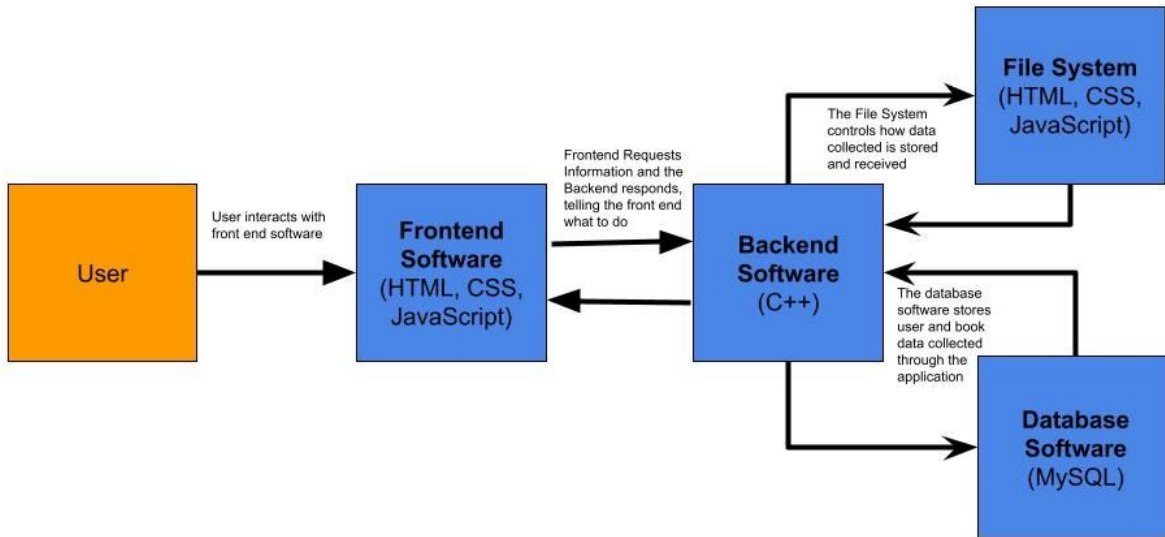 User
User interacts with
front end software
Frontend
Software
(HTML, CSS,
JavaScript)
Frontend Requests
Information and the
Backend responds,
telling the front end
what to do
Backend
Software
(C++)
The File System
controls how data
collected is stored
and received
File System
(HTML, CSS,
JavaScript)
The database
software stores
user and book
data collected
through the
application
Database
Software
(MySQL)